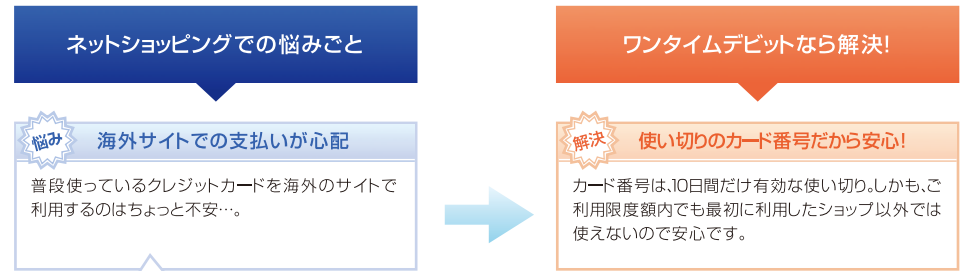 ネットショッピングでの悩みごと
悩み
海外サイトでの支払いが心配
普段使っているクレジットカードを海外のサイトで
利用するのはちょっと不安…。
ワンタイムデビットなら解決!
解決
使い切りのカード番号だから安心!
カード番号は、10日間だけ有効な使い切り。しかも、ご
利用限度額内でも最初に利用したショップ以外では
使えないので安心です。